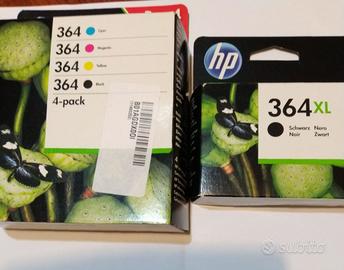 364 Cyan
364 Magenta
364 Yellow
364 Black
4-pack
hp
364XL
Schwarz Nero
Noir Zwart
subito